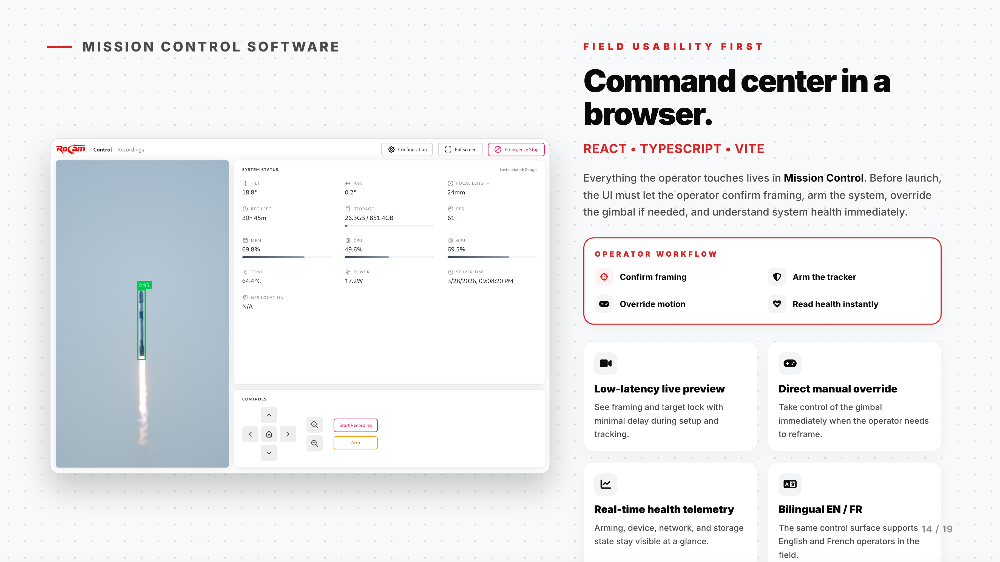 MISSION CONTROL SOFTWARE
RoCam
Control
Recordings
Configuration
Fullscreen
Emergency Stop
0.95
SYSTEM STATUS
Last updated: 0s ago
TILT
18.8°
PAN
0.2°
FOCAL LENGTH
24mm
REC LEFT
30h 45m
STORAGE
26.3GB / 851.4GB
FPS
61
MEM
69.8%
CPU
49.6%
GPU
69.5%
TEMP
64.4°C
POWER
17.2W
SERVER TIME
3/28/2026, 09:08:20 PM
GPS LOCATION
N/A
CONTROLS
Start Recording
Arm
FIELD USABILITY FIRST
Command center in a
browser.
REACT • TYPESCRIPT • VITE
Everything the operator touches lives in Mission Control. Before launch,
the UI must let the operator confirm framing, arm the system, override
the gimbal if needed, and understand system health immediately.
OPERATOR WORKFLOW
Confirm framing
Arm the tracker
Override motion
Read health instantly
Low-latency live preview
See framing and target lock with
minimal delay during setup and
tracking.
Direct manual override
Take control of the gimbal
immediately when the operator needs
to reframe.
Real-time health telemetry
Arming, device, network, and storage
state stay visible at a glance.
Bilingual EN / FR
The same control surface supports
English and French operators in the
field.
14 / 19